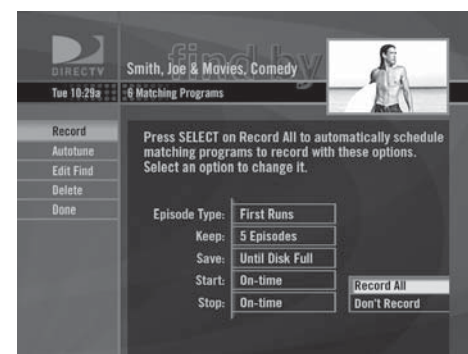 find by
DIRECTV
Smith, Joe & Movies, Comedy
Tue 10:29a
6 Matching Programs
Record
Autotune
Edit Find
Delete
Done
Press SELECT on Record All to automatically schedule
matching programs to record with these options.
Select an option to change it.
Episode Type: First Runs
Keep: 5 Episodes
Save: Until Disk Full
Start: On-time
Stop: On-time
Record All
Don't Record